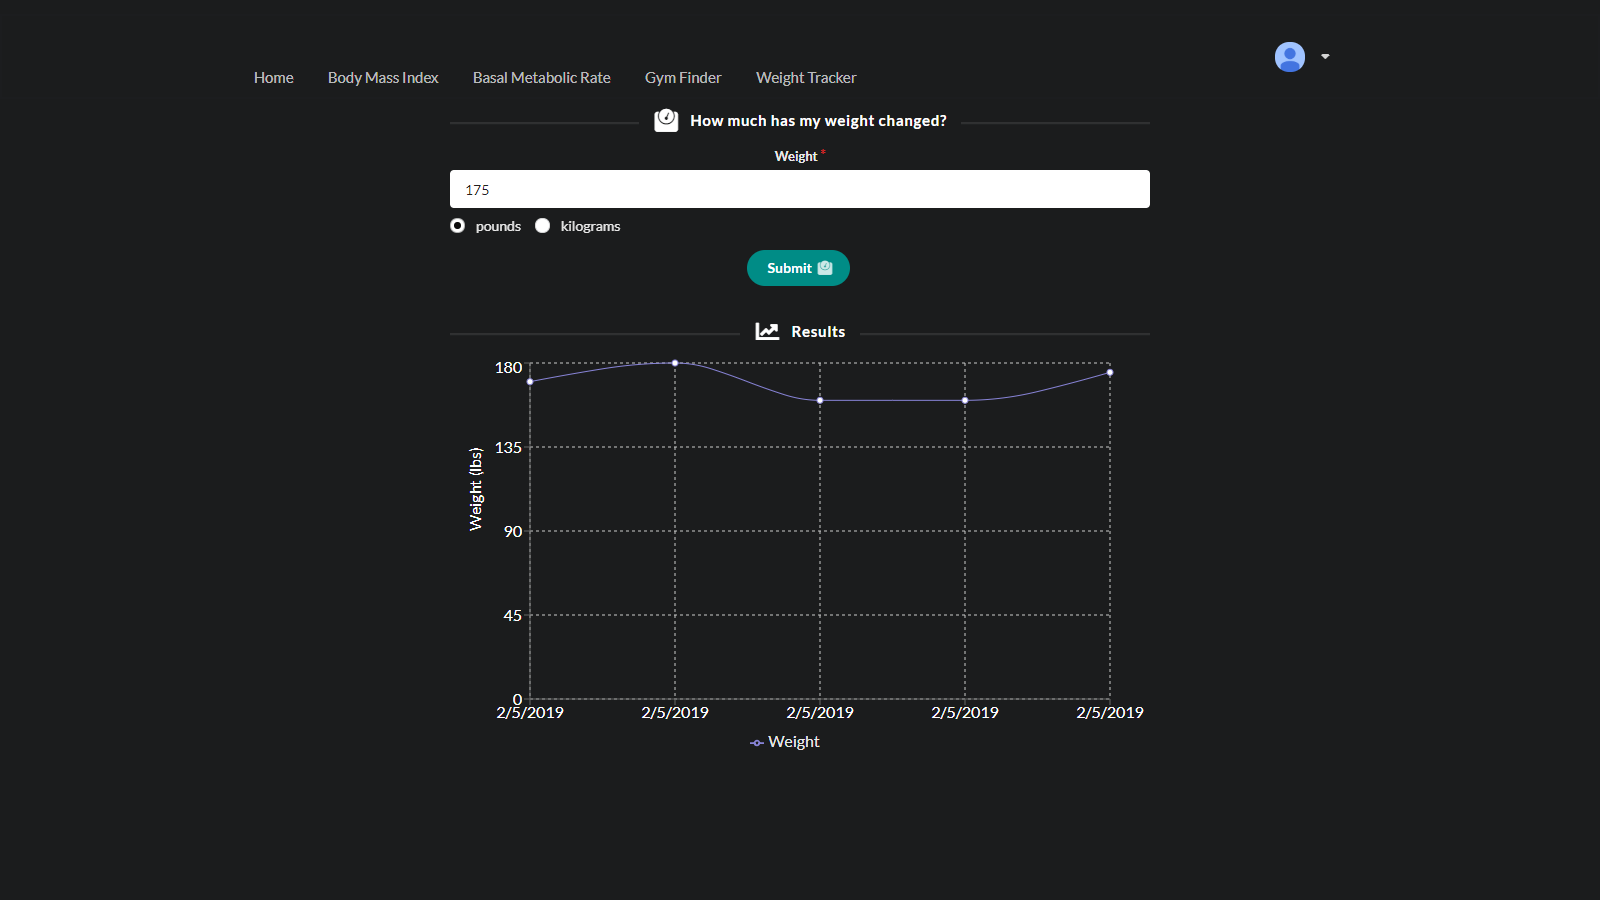 Home Body Mass Index Basal Metabolic Rate Gym Finder Weight Tracker
How much has my weight changed?
Weight *
175
pounds kilograms
Submit
Results
180
135
90
45
0
Weight (lbs)
2/5/2019 2/5/2019 2/5/2019 2/5/2019 2/5/2019
Weight